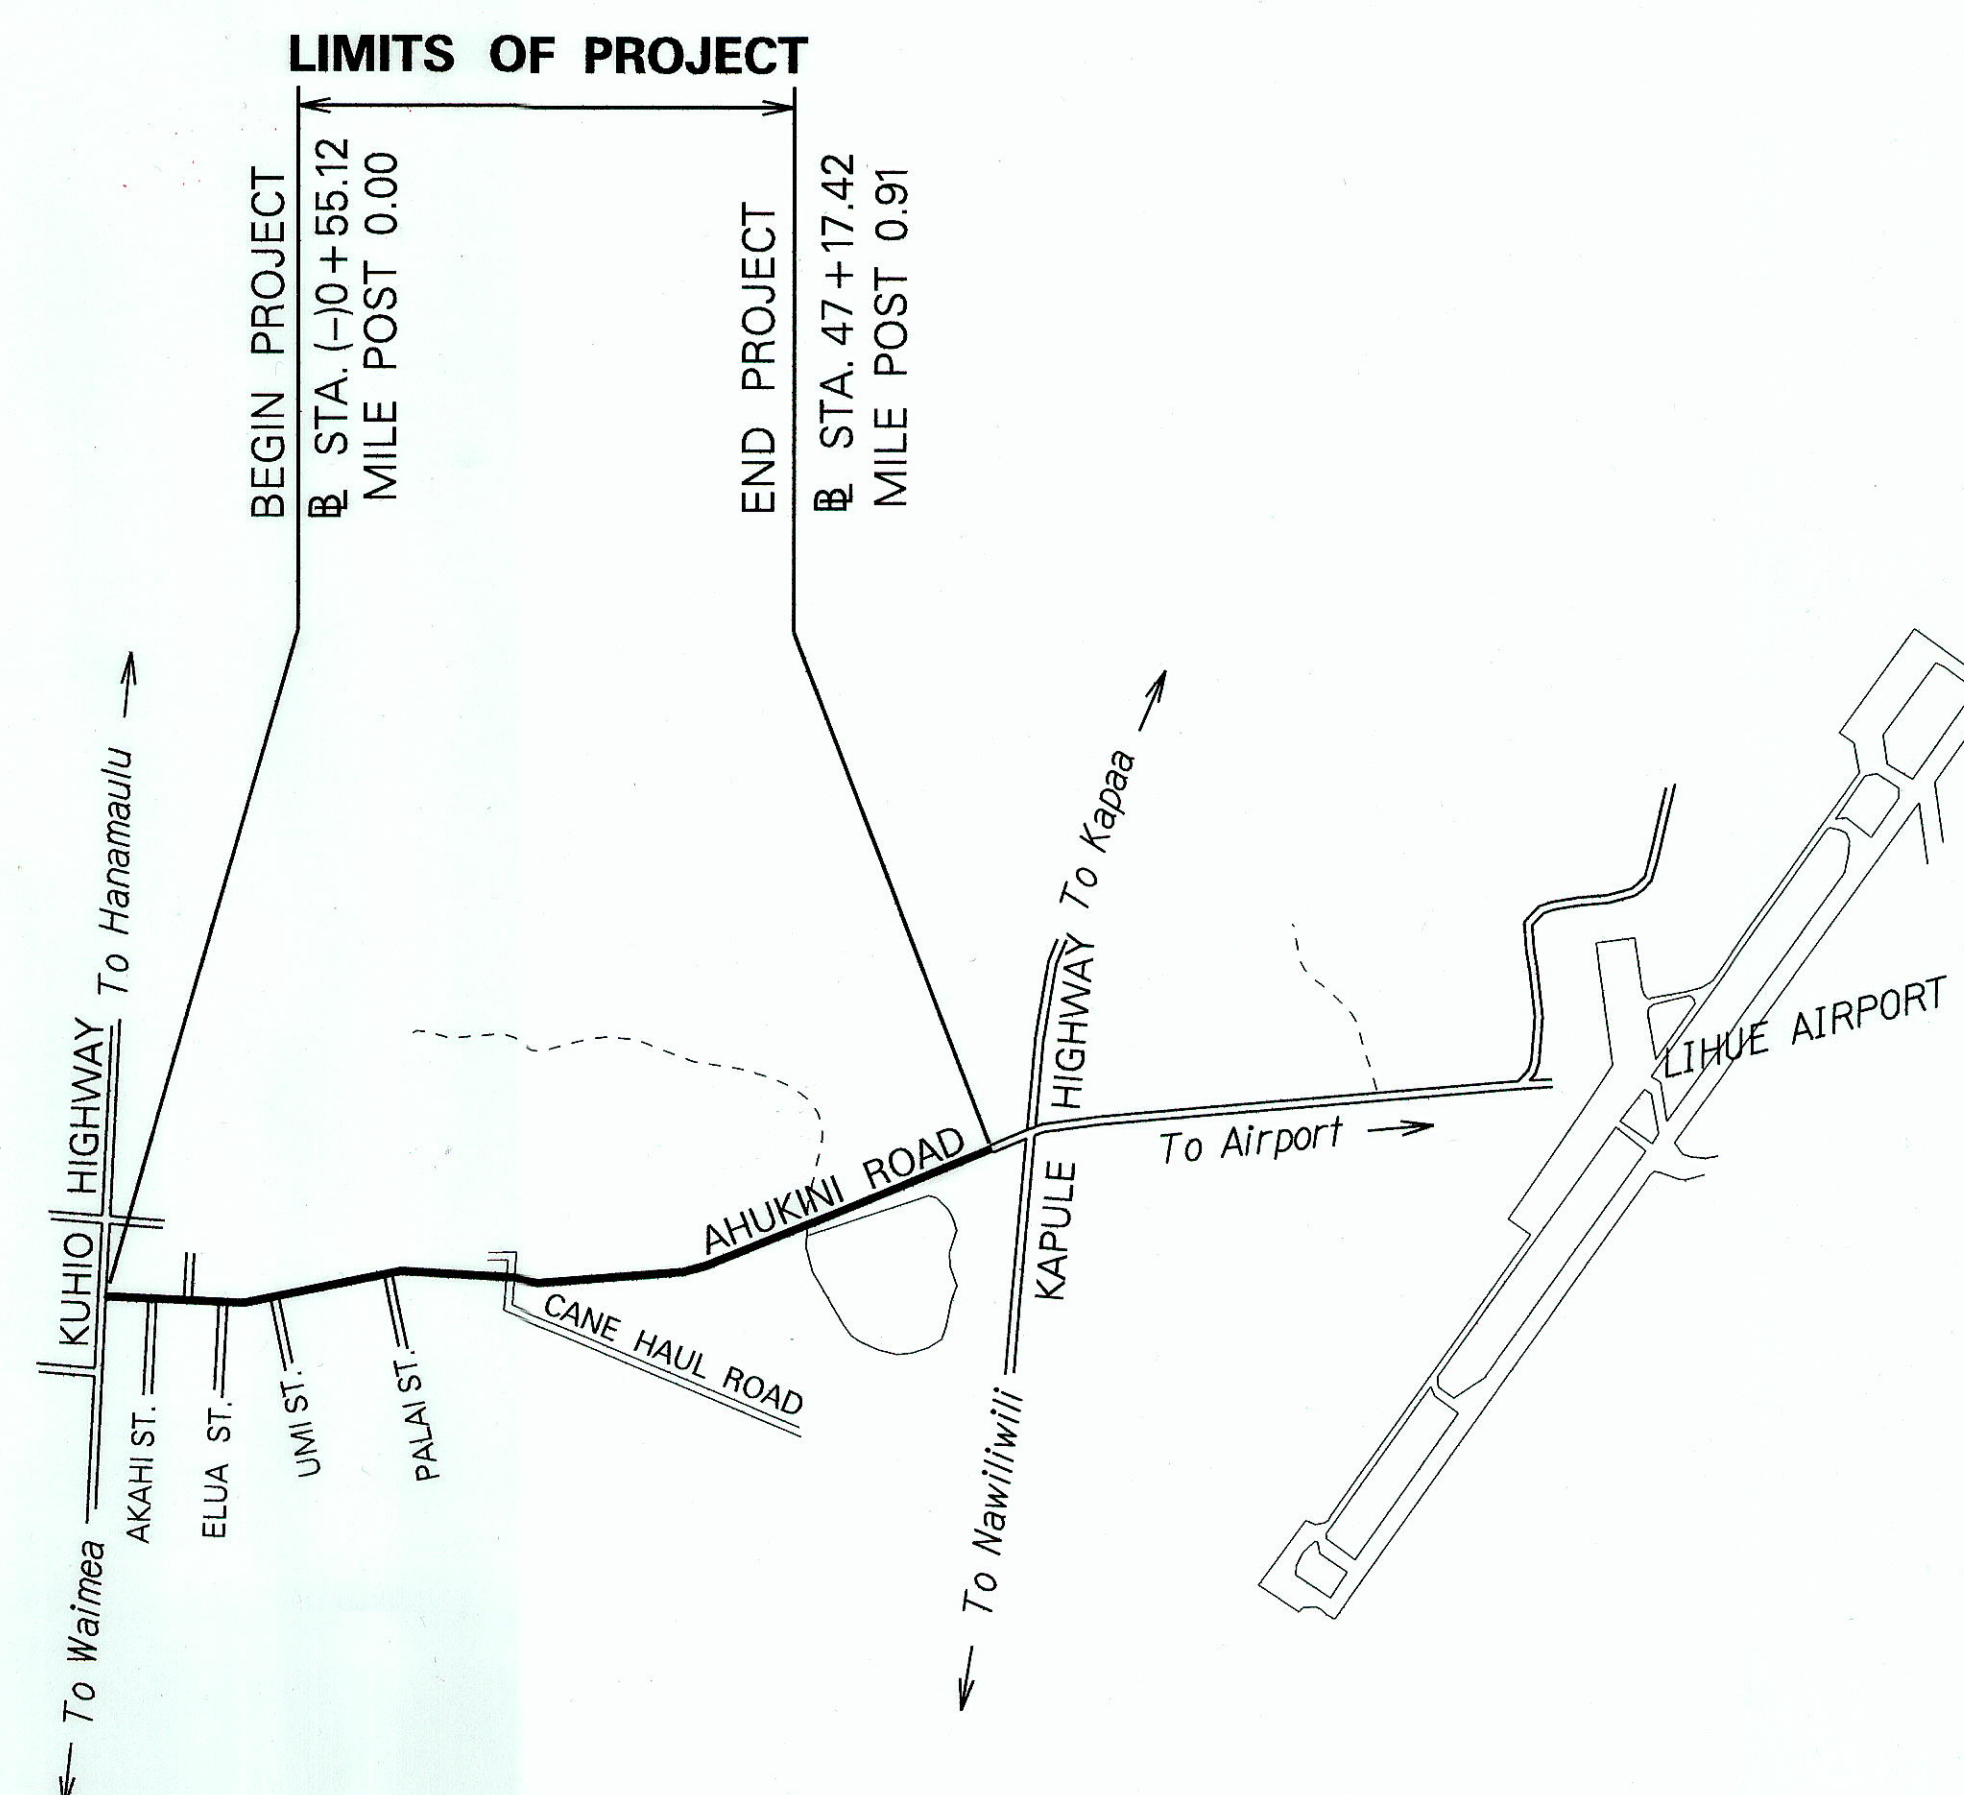 LIMITS OF PROJECT
BEGIN PROJECT
BL STA. (-)0+55.12
MILE POST 0.00
END PROJECT
BL STA. 47+17.42
MILE POST 0.91
To Hanamaulu
KUHIO HIGHWAY
To Waimea
AKAHI ST.
ELUA ST.
UMI ST.
PALAI ST.
CANE HAUL ROAD
AHUKINI ROAD
To Kapaa
KAPULE HIGHWAY
To Nawiliwili
To Airport
LIHUE AIRPORT